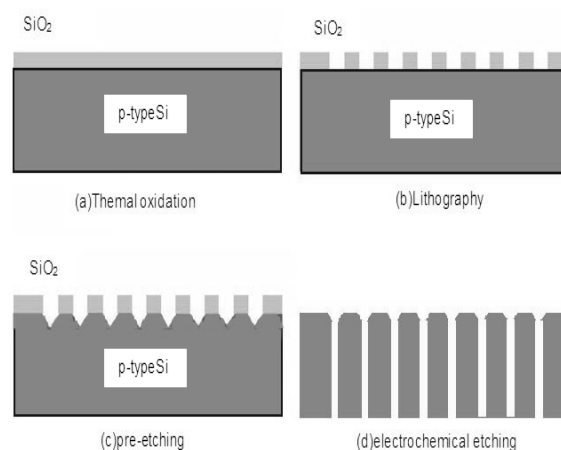 SiO₂
SiO₂
p-typeSi
p-typeSi
(a)Themal oxidation
(b)Lithography
SiO₂
p-typeSi
(c)pre-etching
(d)electrochemical etching